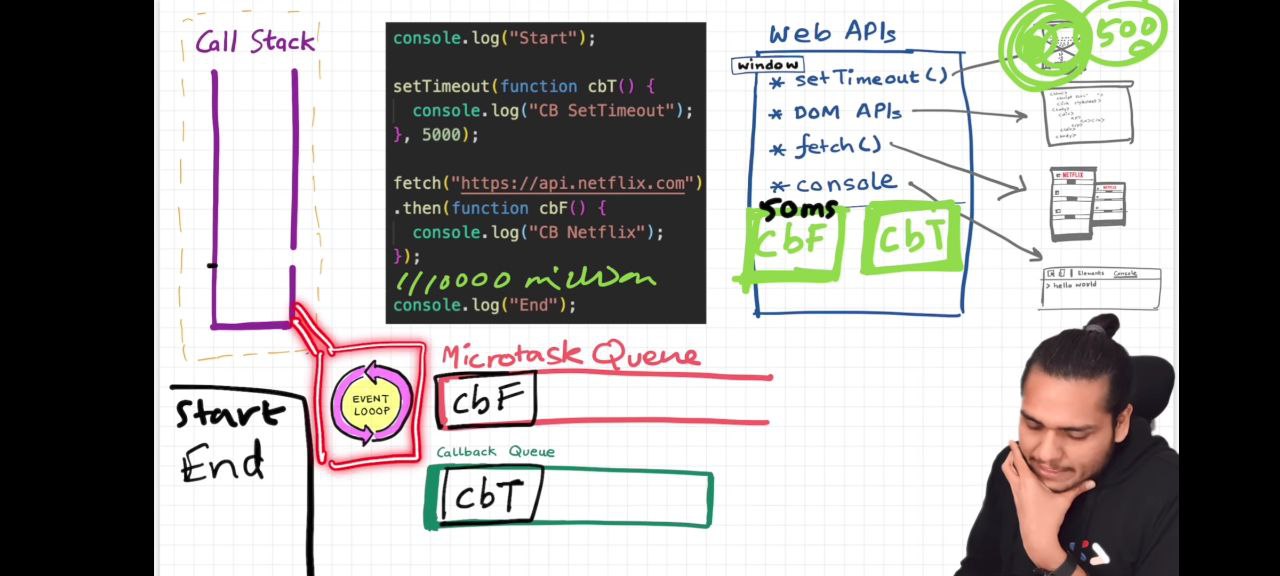 Call Stack
console.log("Start");
setTimeout(function cbT() {
console.log("CB SetTimeout");
}, 5000);
fetch("https://api.netflix.com")
.then(function cbF() {
console.log("CB Netflix");
});
million
console.log("End");
Web APIs
window
* setTimeout()
* DOM APIs
* fetch()
* console
50ms
cbF
cbT
500
NETFLIX
NETFLIX
Elements Console
> hello world
Microtask Queue
cbF
EVENT
LOOOP
Callback Queue
cbT
Start
End